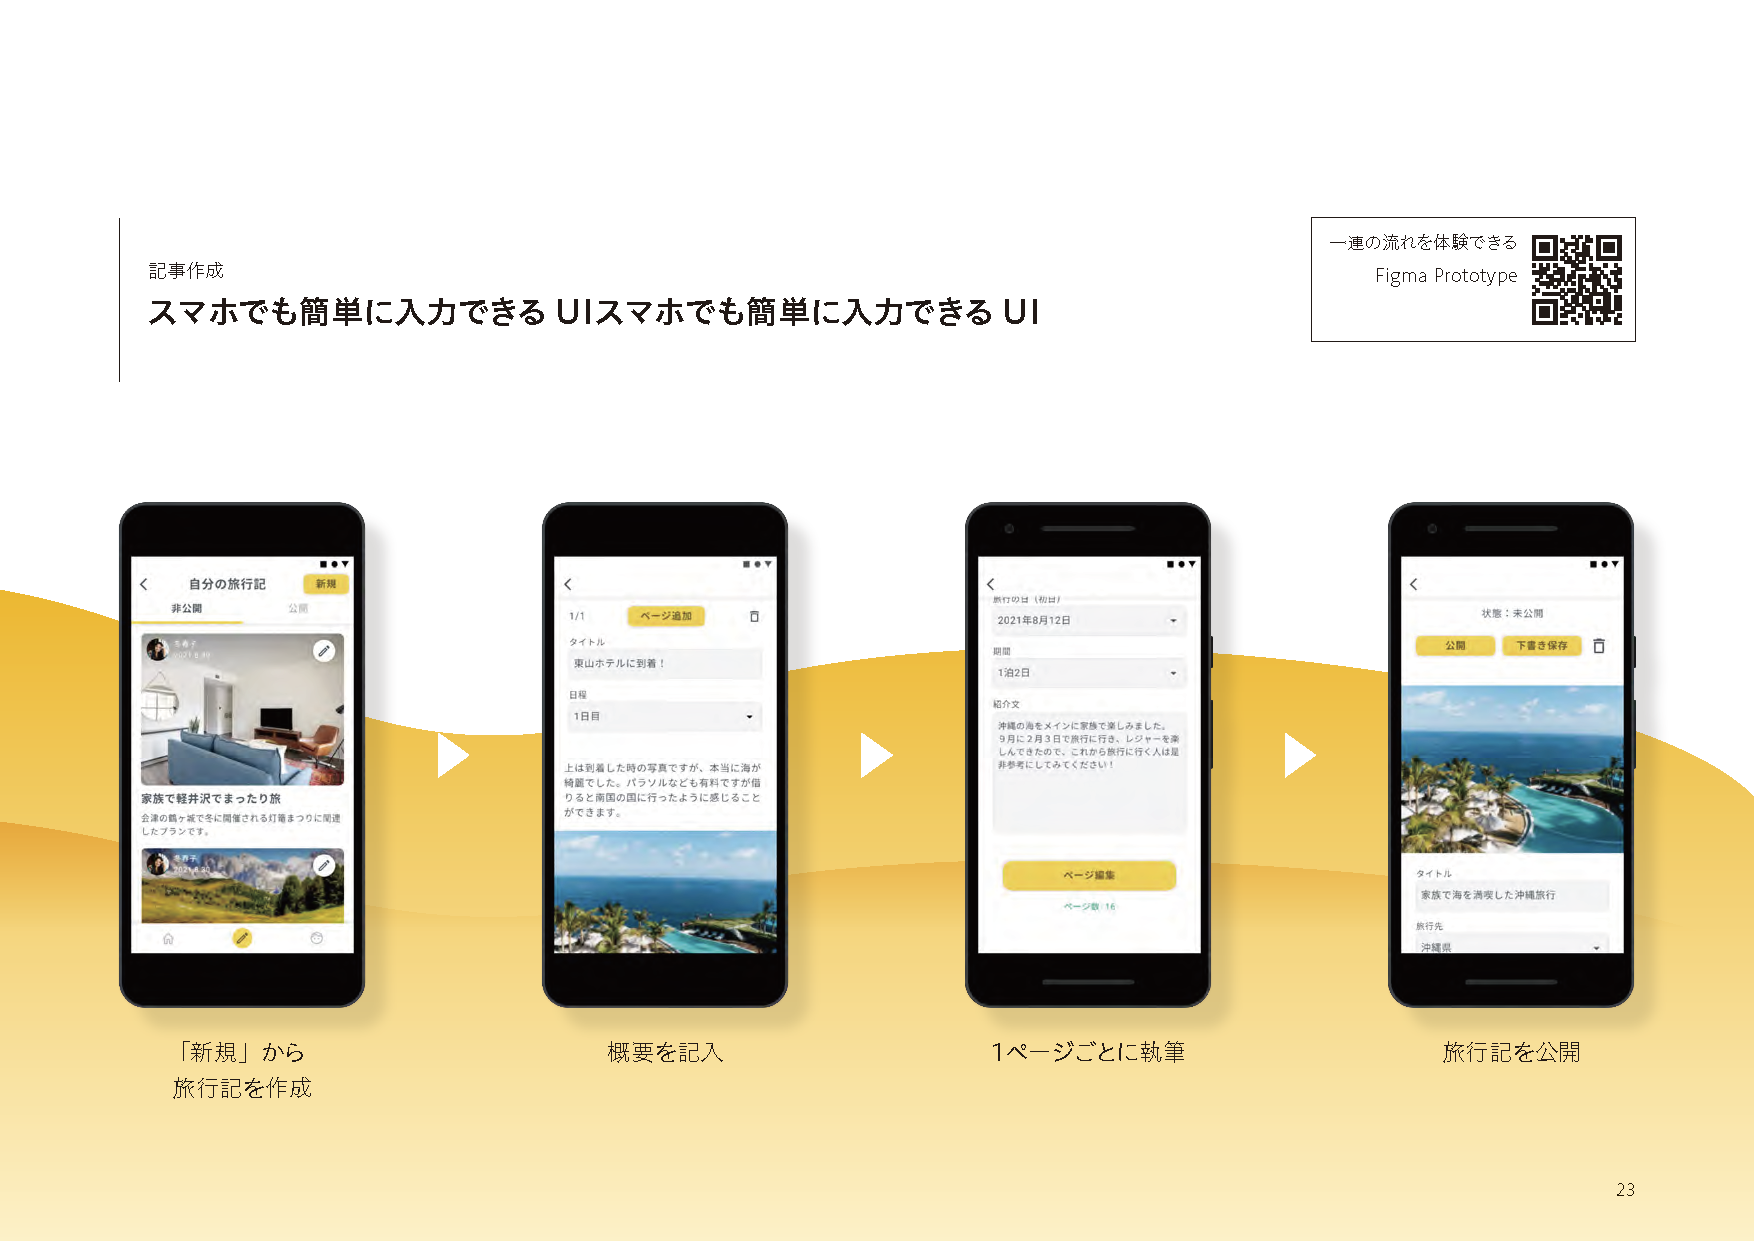 記事作成
スマホでも簡単に入力できる UIスマホでも簡単に入力できる UI
一連の流れを体験できる
Figma Prototype
自分の旅行記
新規
非公開
公開
冬春子
2021.8.30
家族で軽井沢でまったり旅
会津の鶴ヶ城で冬に開催される灯篭まつりに関連
したプランです。
冬春子
2021.8.30
「新規」から
旅行記を作成
1/1
ページ追加
タイトル
東山ホテルに到着！
日程
1日目
上は到着した時の写真ですが、本当に海が
綺麗でした。パラソルなども有料ですが借
りると南国の国に行ったように感じること
ができます。
概要を記入
旅行の日（初日）
2021年8月12日
期間
1泊2日
紹介文
沖縄の海をメインに家族で楽しみました。
９月に２月３日で旅行に行き、レジャーを楽
しんできたので、これから旅行に行く人は是
非参考にしてみてください！
ページ編集
ページ数：16
1ページごとに執筆
状態：未公開
公開
下書き保存
タイトル
家族で海を満喫した沖縄旅行
旅行先
沖縄県
旅行記を公開
23